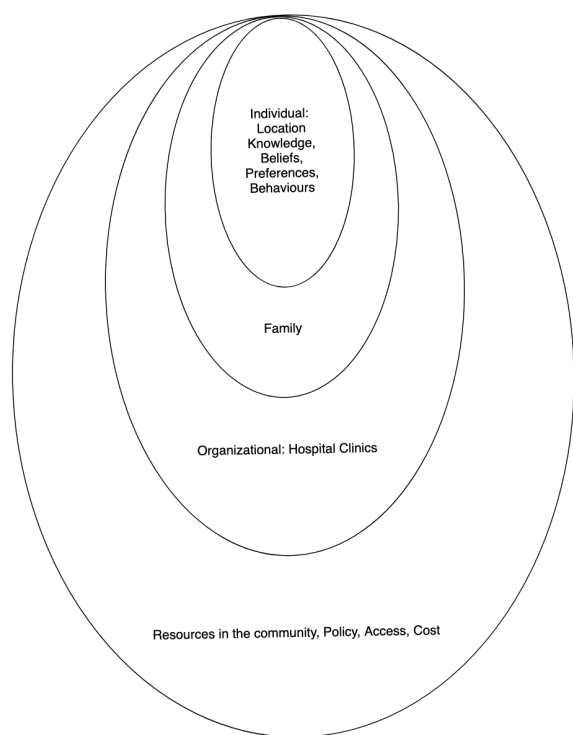 Individual:
Location
Knowledge,
Beliefs,
Preferences,
Behaviours
Family
Organizational: Hospital Clinics
Resources in the community, Policy, Access, Cost